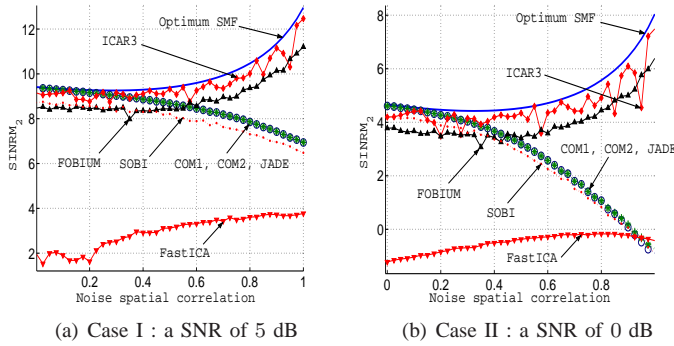 Optimum SMF
ICAR3
SINRM_2
12
10
8
6
4
2
FOBIUM
SOBI
COM1, COM2, JADE
FastICA
0.2
0.4
0.6
0.8
1
Noise spatial correlation
(a) Case I : a SNR of 5 dB
Optimum SMF
ICAR3
SINRM_2
8
6
4
2
0
COM1, COM2, JADE
FOBIUM
SOBI
FastICA
0
0.2
0.4
0.6
0.8
Noise spatial correlation
(b) Case II : a SNR of 0 dB